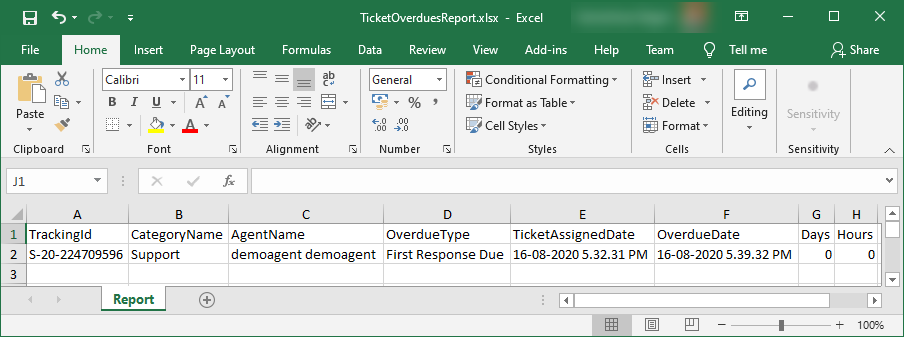 TicketOverduesReport.xlsx - Excel
File Home Insert Page Layout Formulas Data Review View Add-ins Help Team Tell me Share
Calibri 11 General Conditional Formatting Insert
Paste B I U A A ab c $ % , Format as Table Delete Editing Sensitivity
A A .00 .0 Cell Styles Format
Clipboard Font Alignment Number Styles Cells Sensitivity
J1 fx
A B C D E F G H
1 TrackingId CategoryName AgentName OverdueType TicketAssignedDate OverdueDate Days Hours
2 S-20-224709596 Support demoagent demoagent First Response Due 16-08-2020 5.32.31 PM 16-08-2020 5.39.32 PM 0 0
3
Report
100%